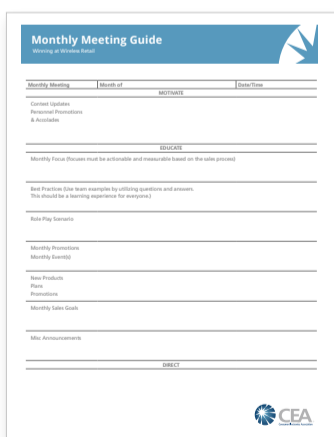 Monthly Meeting Guide
Winning at Wireless Retail
Monthly Meeting Month of Date/Time
MOTIVATE
Contest Updates
Personnel Promotions
& Accolades
EDUCATE
Monthly Focus (focuses must be actionable and measurable based on the sales process)
Best Practices (Use team examples by utilizing questions and answers.
This should be a learning experience for everyone.)
Role Play Scenario
Monthly Promotions
Monthly Event(s)
New Products
Plans
Promotions
Monthly Sales Goals
Misc Announcements
DIRECT
CEA